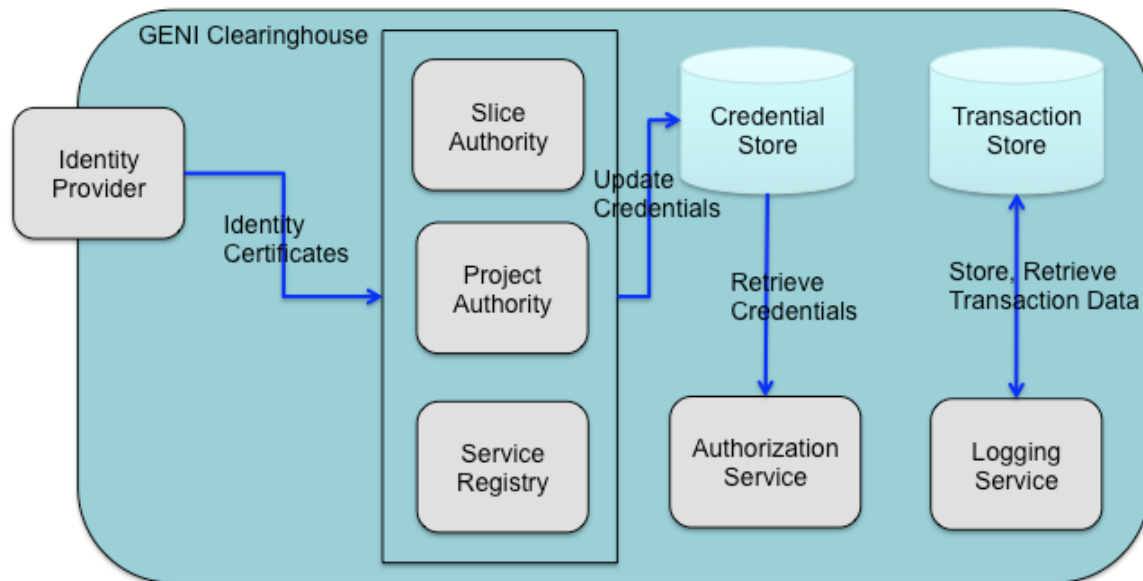 GENI Clearinghouse
Identity
Provider
Identity
Certificates
Slice
Authority
Project
Authority
Service
Registry
Update
Credentials
Credential
Store
Retrieve
Credentials
Authorization
Service
Transaction
Store
Store, Retrieve
Transaction Data
Logging
Service